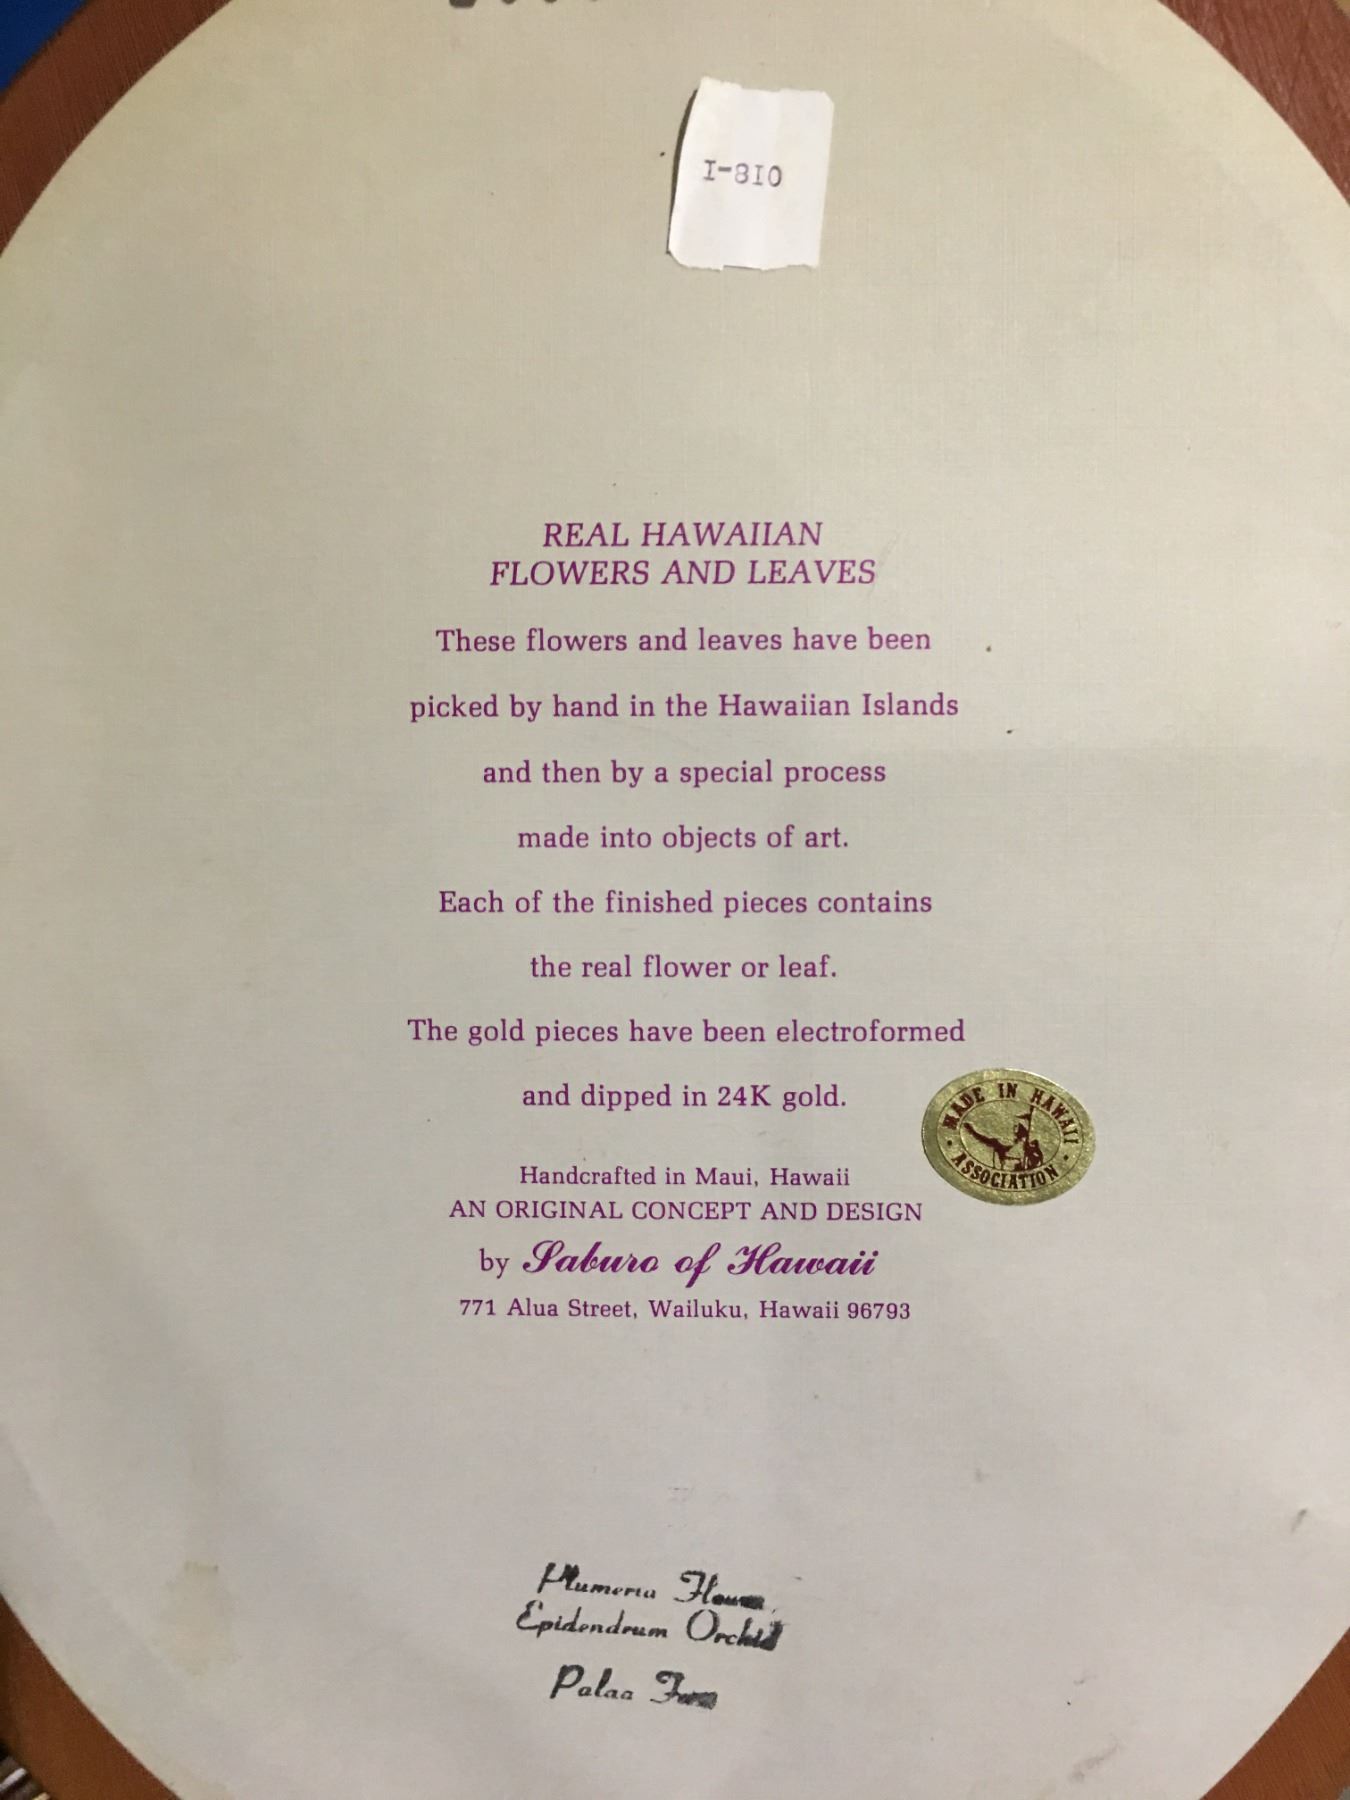 I-810
REAL HAWAIIAN
FLOWERS AND LEAVES
These flowers and leaves have been
picked by hand in the Hawaiian Islands
and then by a special process
made into objects of art.
Each of the finished pieces contains
the real flower or leaf.
The gold pieces have been electroformed
and dipped in 24K gold.
MADE IN HAWAII
ASSOCIATION
Handcrafted in Maui, Hawaii
AN ORIGINAL CONCEPT AND DESIGN
by Saburo of Hawaii
771 Alua Street, Wailuku, Hawaii 96793
Plumeria
Epidendrum Orchid
Palaa Fern